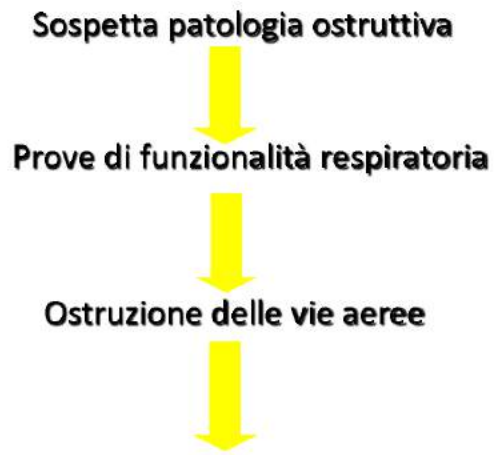 Sospetta patologia ostruttiva
Prove di funzionalità respiratoria
Ostruzione delle vie aeree